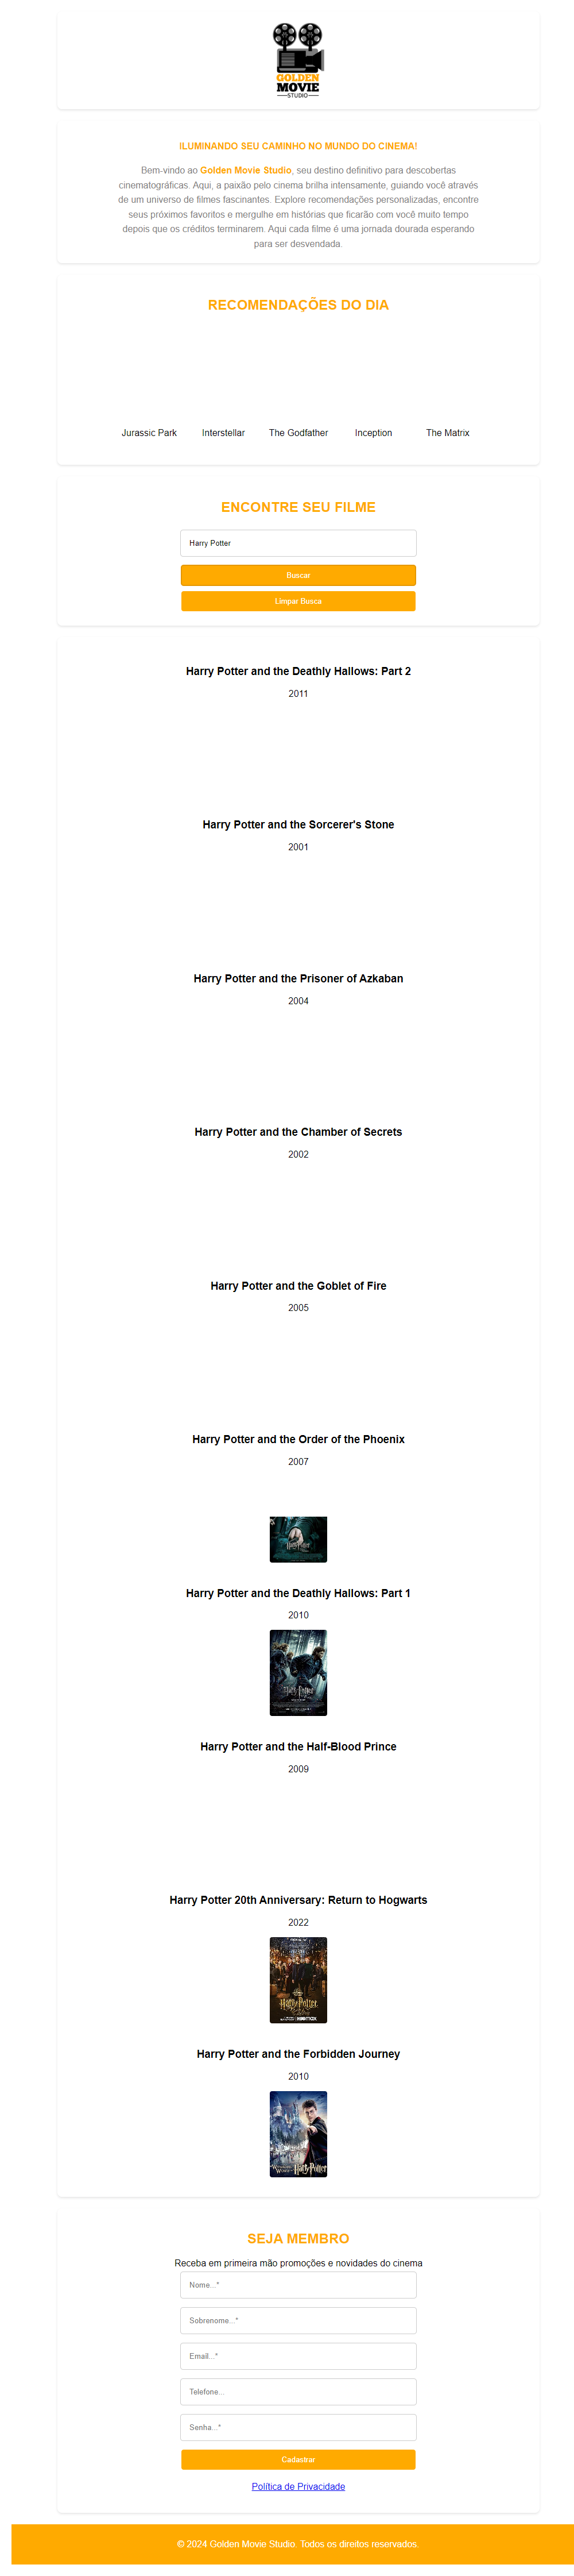 GOLDEN
MOVIE
STUDIO
ILUMINANDO SEU CAMINHO NO MUNDO DO CINEMA!
Bem-vindo ao Golden Movie Studio, seu destino definitivo para descobertas
cinematográficas. Aqui, a paixão pelo cinema brilha intensamente, guiando você através
de um universo de filmes fascinantes. Explore recomendações personalizadas, encontre
seus próximos favoritos e mergulhe em histórias que ficarão com você muito tempo
depois que os créditos terminarem. Aqui cada filme é uma jornada dourada esperando
para ser desvendada.
RECOMENDAÇÕES DO DIA
Jurassic Park Interstellar The Godfather Inception The Matrix
ENCONTRE SEU FILME
Harry Potter
Buscar
Limpar Busca
Harry Potter and the Deathly Hallows: Part 2
2011
Harry Potter and the Sorcerer's Stone
2001
Harry Potter and the Prisoner of Azkaban
2004
Harry Potter and the Chamber of Secrets
2002
Harry Potter and the Goblet of Fire
2005
Harry Potter and the Order of the Phoenix
2007
Harry Potter and the Deathly Hallows: Part 1
2010
Harry Potter and the Half-Blood Prince
2009
Harry Potter 20th Anniversary: Return to Hogwarts
2022
Harry Potter
Harry Potter and the Forbidden Journey
2010
Harry Potter
SEJA MEMBRO
Receba em primeira mão promoções e novidades do cinema
Nome...*
Sobrenome...*
Email...*
Telefone...
Senha...*
Cadastrar
Política de Privacidade
© 2024 Golden Movie Studio. Todos os direitos reservados.